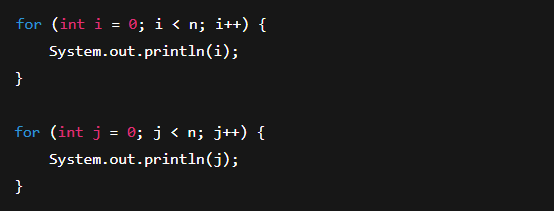 for (int i = 0; i < n; i++) {
    System.out.println(i);
}

for (int j = 0; j < n; j++) {
    System.out.println(j);
}